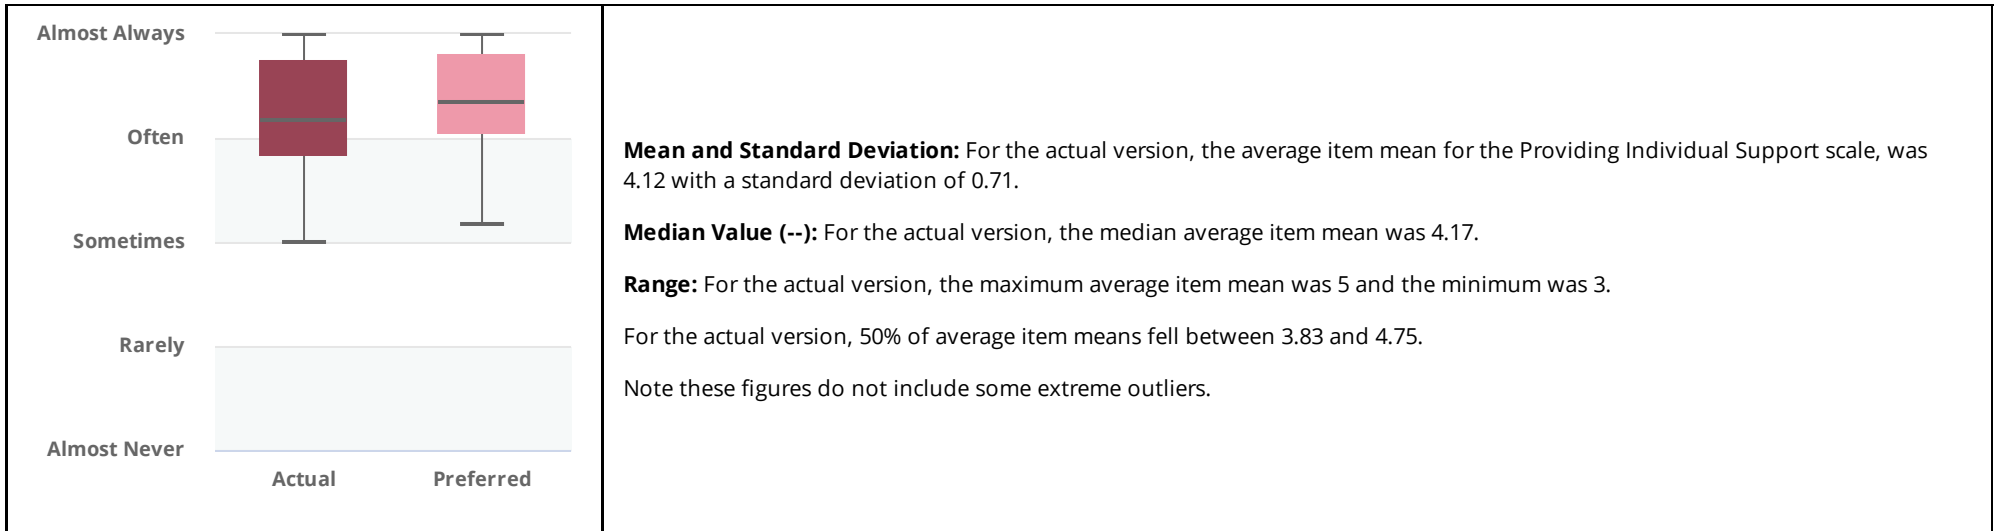 Almost Always
Often
Sometimes
Rarely
Almost Never
Actual
Preferred
Mean and Standard Deviation: For the actual version, the average item mean for the Providing Individual Support scale, was
4.12 with a standard deviation of 0.71.
Median Value (--): For the actual version, the median average item mean was 4.17.
Range: For the actual version, the maximum average item mean was 5 and the minimum was 3.
For the actual version, 50% of average item means fell between 3.83 and 4.75.
Note these figures do not include some extreme outliers.